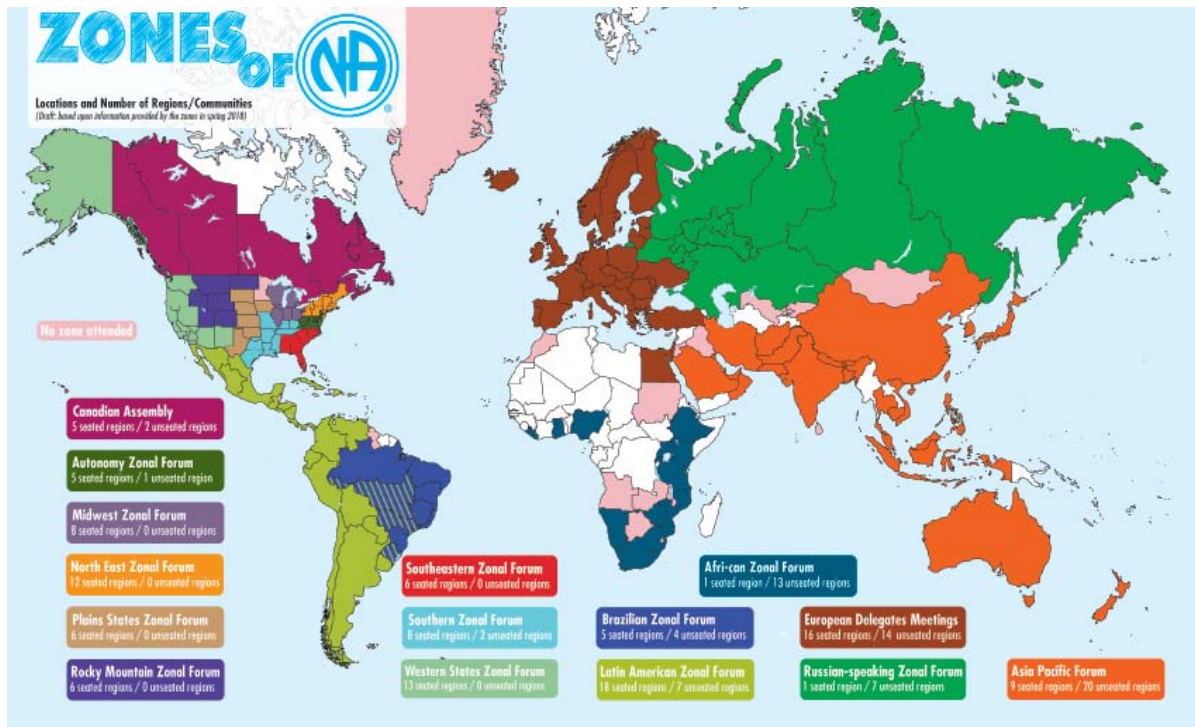 ZONES
OF NA
®
Locations and Number of Regions/Communities
(Draft: based upon information provided by the zones in spring 2018)
No zone attended
Canadian Assembly
5 seated regions / 2 unseated regions
Autonomy Zonal Forum
5 seated regions / 1 unseated region
Midwest Zonal Forum
8 seated regions / 0 unseated regions
North East Zonal Forum
12 seated regions / 0 unseated regions
Plains States Zonal Forum
6 seated regions / 0 unseated regions
Rocky Mountain Zonal Forum
6 seated regions / 0 unseated regions
Southeastern Zonal Forum
6 seated regions / 0 unseated regions
Southern Zonal Forum
8 seated regions / 2 unseated regions
Western States Zonal Forum
13 seated regions / 0 unseated regions
Afri-can Zonal Forum
1 seated region / 13 unseated regions
Brazilian Zonal Forum
5 seated regions / 4 unseated regions
Latin American Zonal Forum
18 seated regions / 7 unseated regions
European Delegates Meetings
16 seated regions / 14 unseated regions
Russian-speaking Zonal Forum
1 seated region / 7 unseated regions
Asia Pacific Forum
9 seated regions / 20 unseated regions